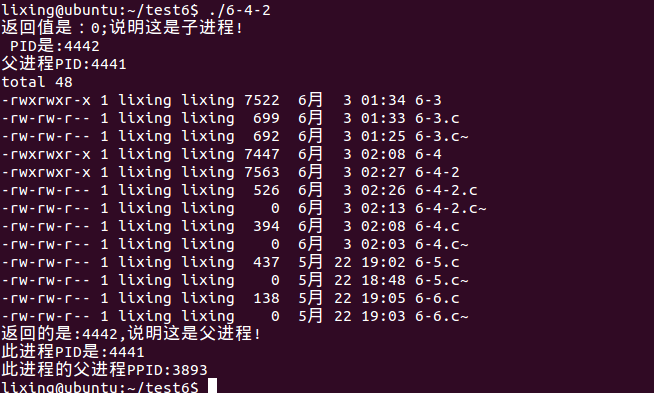 lixing@ubuntu:~/test6$ ./6-4-2
返回值是：0;说明这是子进程!
 PID是:4442
父进程PID:4441
total 48
-rwxrwxr-x 1 lixing lixing 7522  6月  3 01:34 6-3
-rw-rw-r-- 1 lixing lixing  699  6月  3 01:33 6-3.c
-rw-rw-r-- 1 lixing lixing  692  6月  3 01:25 6-3.c~
-rwxrwxr-x 1 lixing lixing 7447  6月  3 02:08 6-4
-rwxrwxr-x 1 lixing lixing 7563  6月  3 02:27 6-4-2
-rw-rw-r-- 1 lixing lixing  526  6月  3 02:26 6-4-2.c
-rw-rw-r-- 1 lixing lixing    0  6月  3 02:13 6-4-2.c~
-rw-rw-r-- 1 lixing lixing  394  6月  3 02:08 6-4.c
-rw-rw-r-- 1 lixing lixing    0  6月  3 02:03 6-4.c~
-rw-rw-r-- 1 lixing lixing  437  5月 22 19:02 6-5.c
-rw-rw-r-- 1 lixing lixing    0  5月 22 18:48 6-5.c~
-rw-rw-r-- 1 lixing lixing  138  5月 22 19:05 6-6.c
-rw-rw-r-- 1 lixing lixing    0  5月 22 19:03 6-6.c~
返回的是:4442,说明这是父进程!
此进程PID是:4441
此进程的父进程PPID:3893
lixing@ubuntu:~/test6$